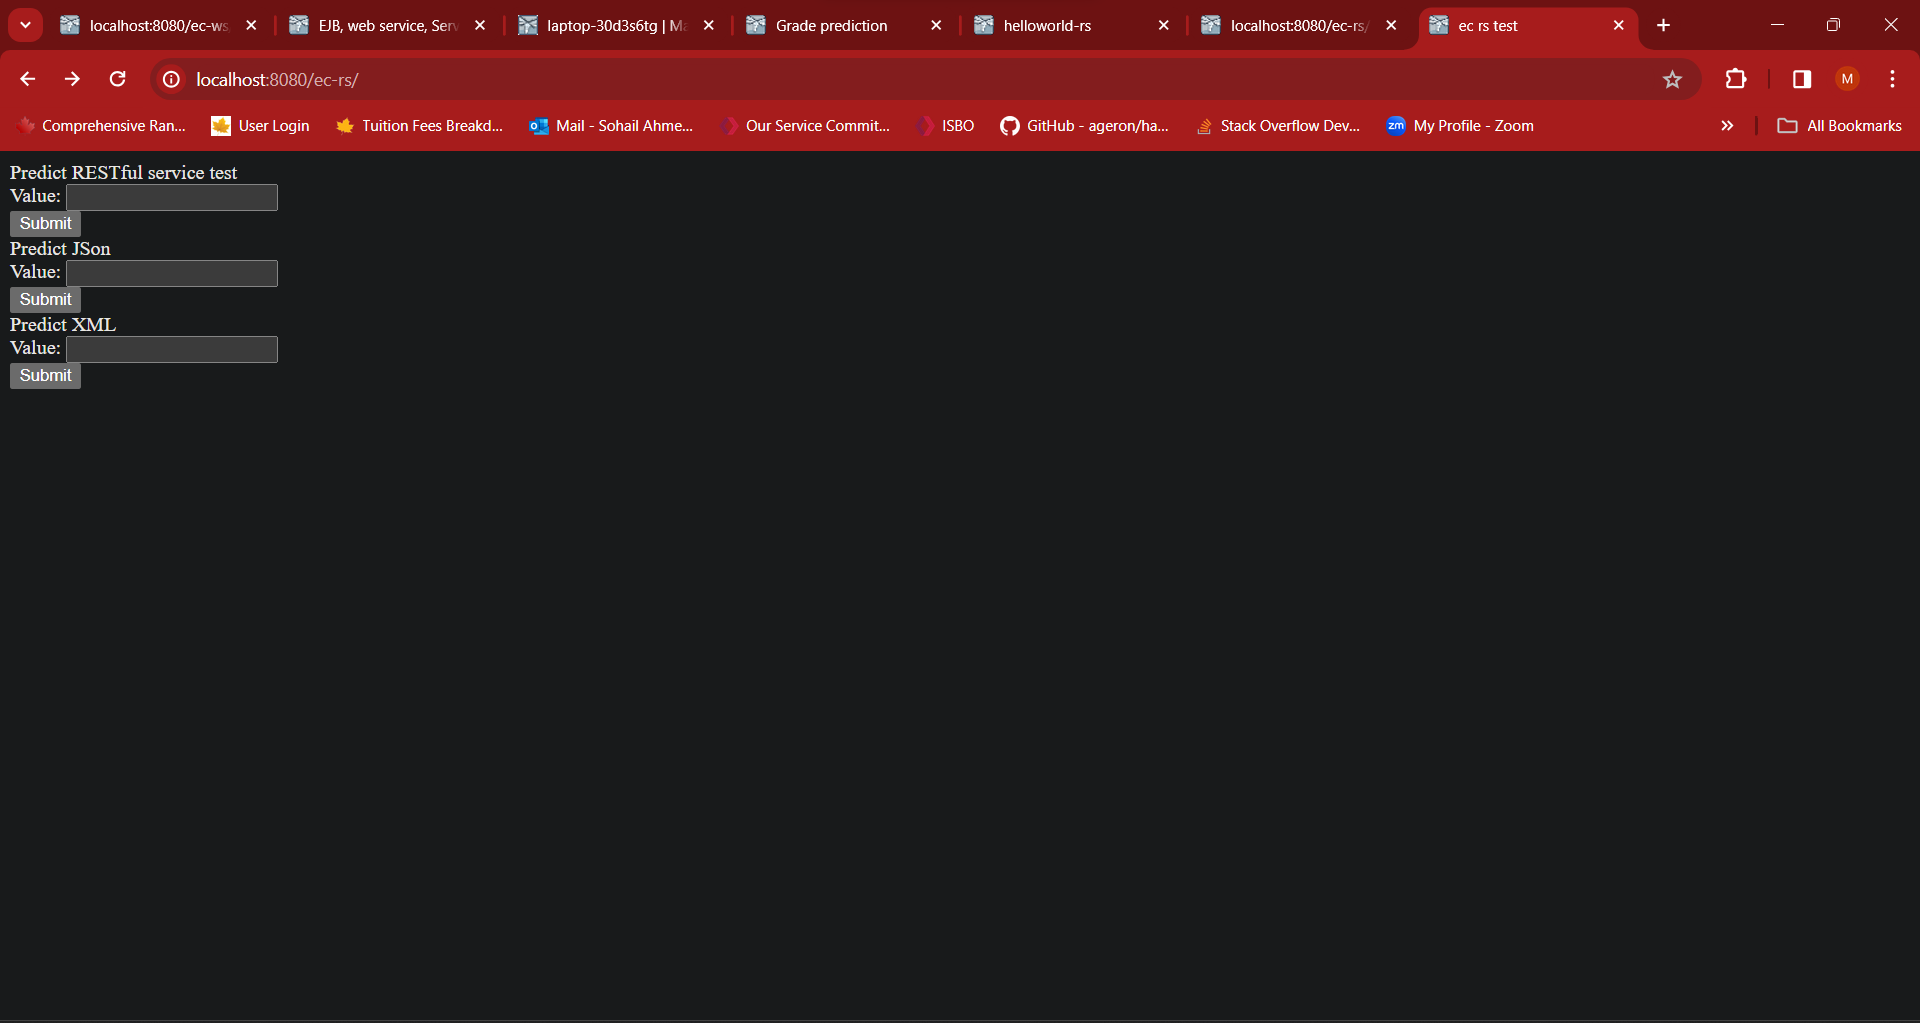 localhost:8080/ec-ws
EJB, web service, Serv
laptop-30d3s6tg | Ma
Grade prediction
helloworld-rs
localhost:8080/ec-rs/
ec rs test
localhost:8080/ec-rs/
M
Comprehensive Ran...
User Login
Tuition Fees Breakd...
Mail - Sohail Ahme...
Our Service Commit...
ISBO
GitHub - ageron/ha...
Stack Overflow Dev...
zm
My Profile - Zoom
All Bookmarks
Predict RESTful service test
Value:
Submit
Predict JSon
Value:
Submit
Predict XML
Value:
Submit